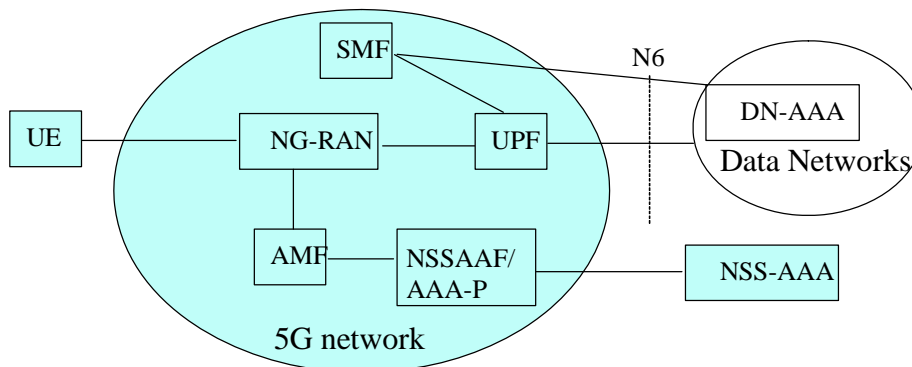 SMF
N6
DN-AAA
UE
NG-RAN
UPF
Data Networks
AMF
NSSAAF/
AAA-P
NSS-AAA
5G network